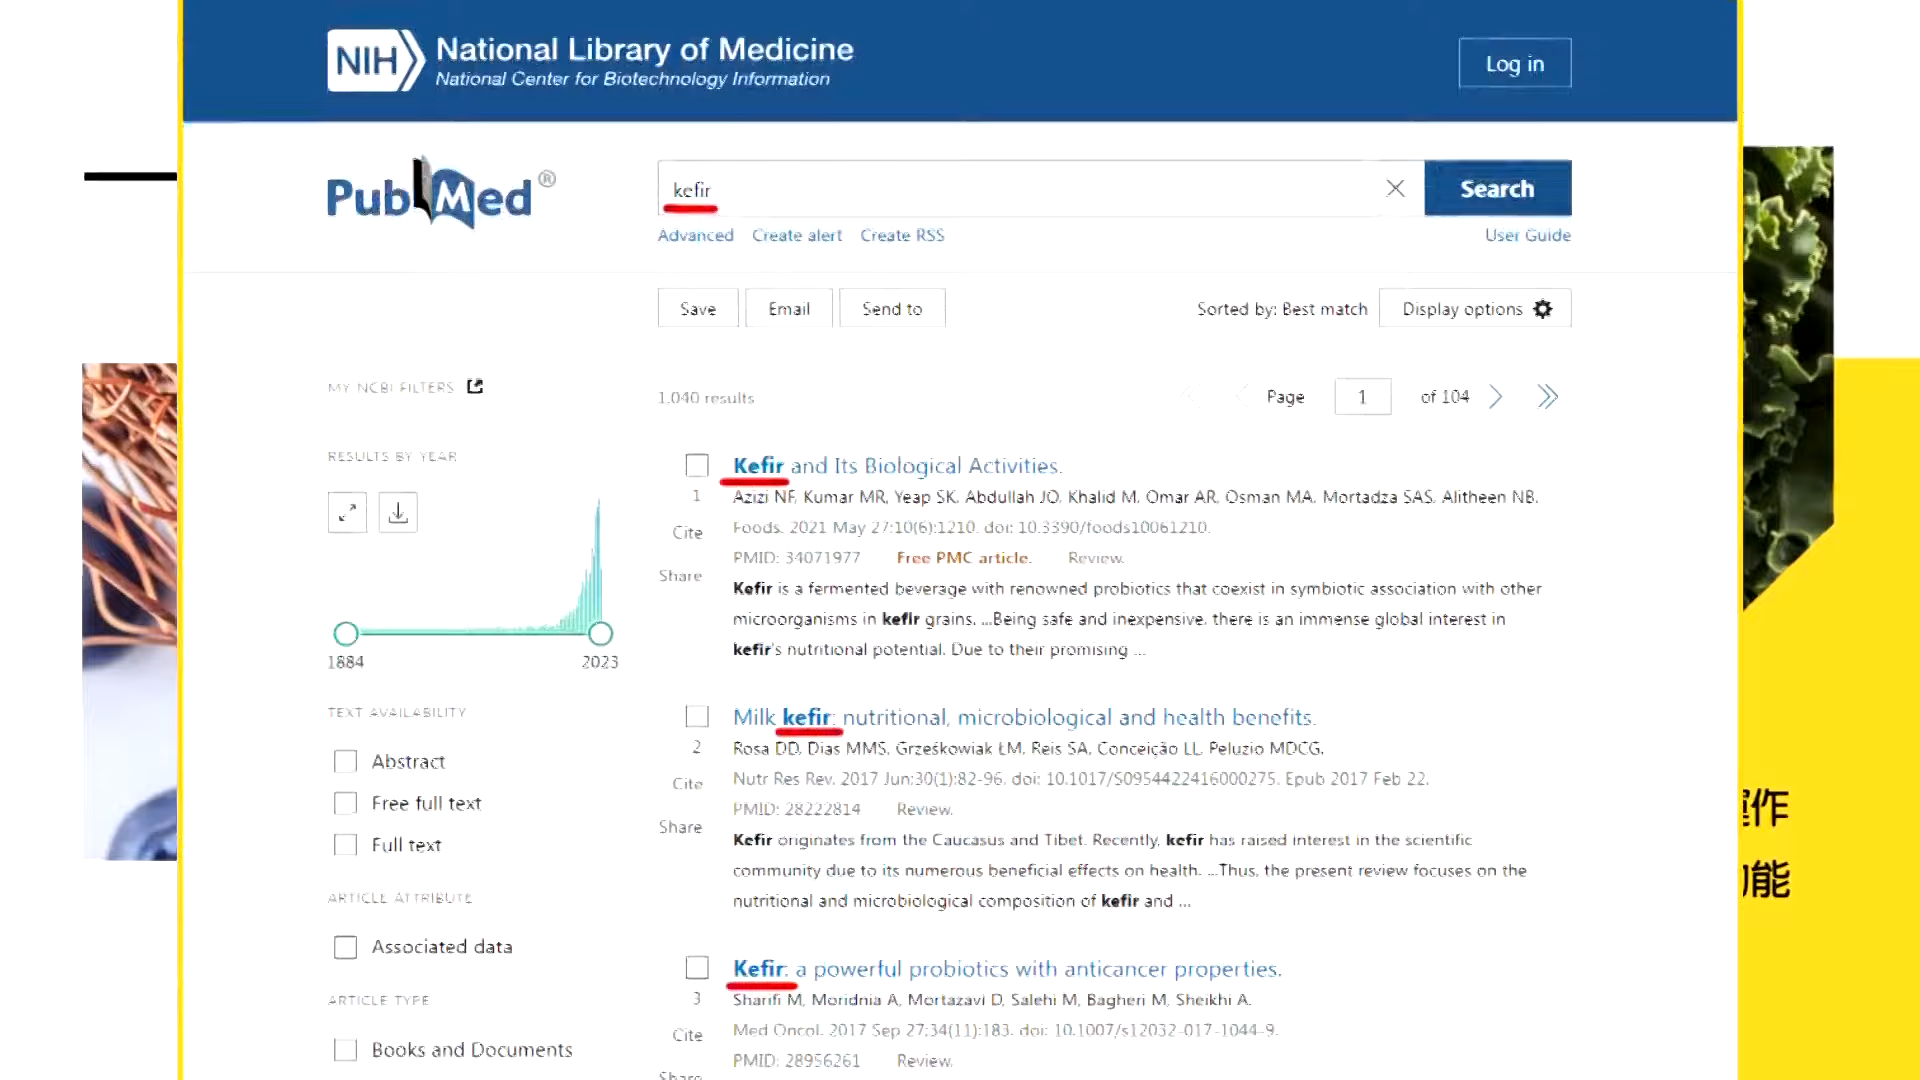 NIH National Library of Medicine
National Center for Biotechnology Information
Log in
PubMed®
kefir
Search
Advanced Create alert Create RSS
User Guide
Save Email Send to
Sorted by: Best match Display options
MY NCBI FILTERS
1,040 results
Page 1 of 104
RESULTS BY YEAR
1884 2023
TEXT AVAILABILITY
Abstract
Free full text
Full text
ARTICLE ATTRIBUTE
Associated data
ARTICLE TYPE
Books and Documents
Kefir and Its Biological Activities.
1 Azizi NF, Kumar MR, Yeap SK, Abdullah JO, Khalid M, Omar AR, Osman MA, Mortadza SAS, Alitheen NB.
Cite Foods. 2021 May 27;10(6):1210. doi: 10.3390/foods10061210.
PMID: 34071977 Free PMC article. Review.
Share Kefir is a fermented beverage with renowned probiotics that coexist in symbiotic association with other
microorganisms in kefir grains. ...Being safe and inexpensive, there is an immense global interest in
kefir's nutritional potential. Due to their promising ...
Milk kefir: nutritional, microbiological and health benefits.
2 Rosa DD, Dias MMS, Grześkowiak ŁM, Reis SA, Conceição LL, Peluzio MDCG.
Cite Nutr Res Rev. 2017 Jun;30(1):82-96. doi: 10.1017/S0954422416000275. Epub 2017 Feb 22.
PMID: 28222814 Review.
Share Kefir originates from the Caucasus and Tibet. Recently, kefir has raised interest in the scientific
community due to its numerous beneficial effects on health. ...Thus, the present review focuses on the
nutritional and microbiological composition of kefir and ...
Kefir: a powerful probiotics with anticancer properties.
3 Sharifi M, Moridnia A, Mortazavi D, Salehi M, Bagheri M, Sheikhi A.
Cite Med Oncol. 2017 Sep 27;34(11):183. doi: 10.1007/s12032-017-1044-9.
PMID: 28956261 Review.
Share
作
能